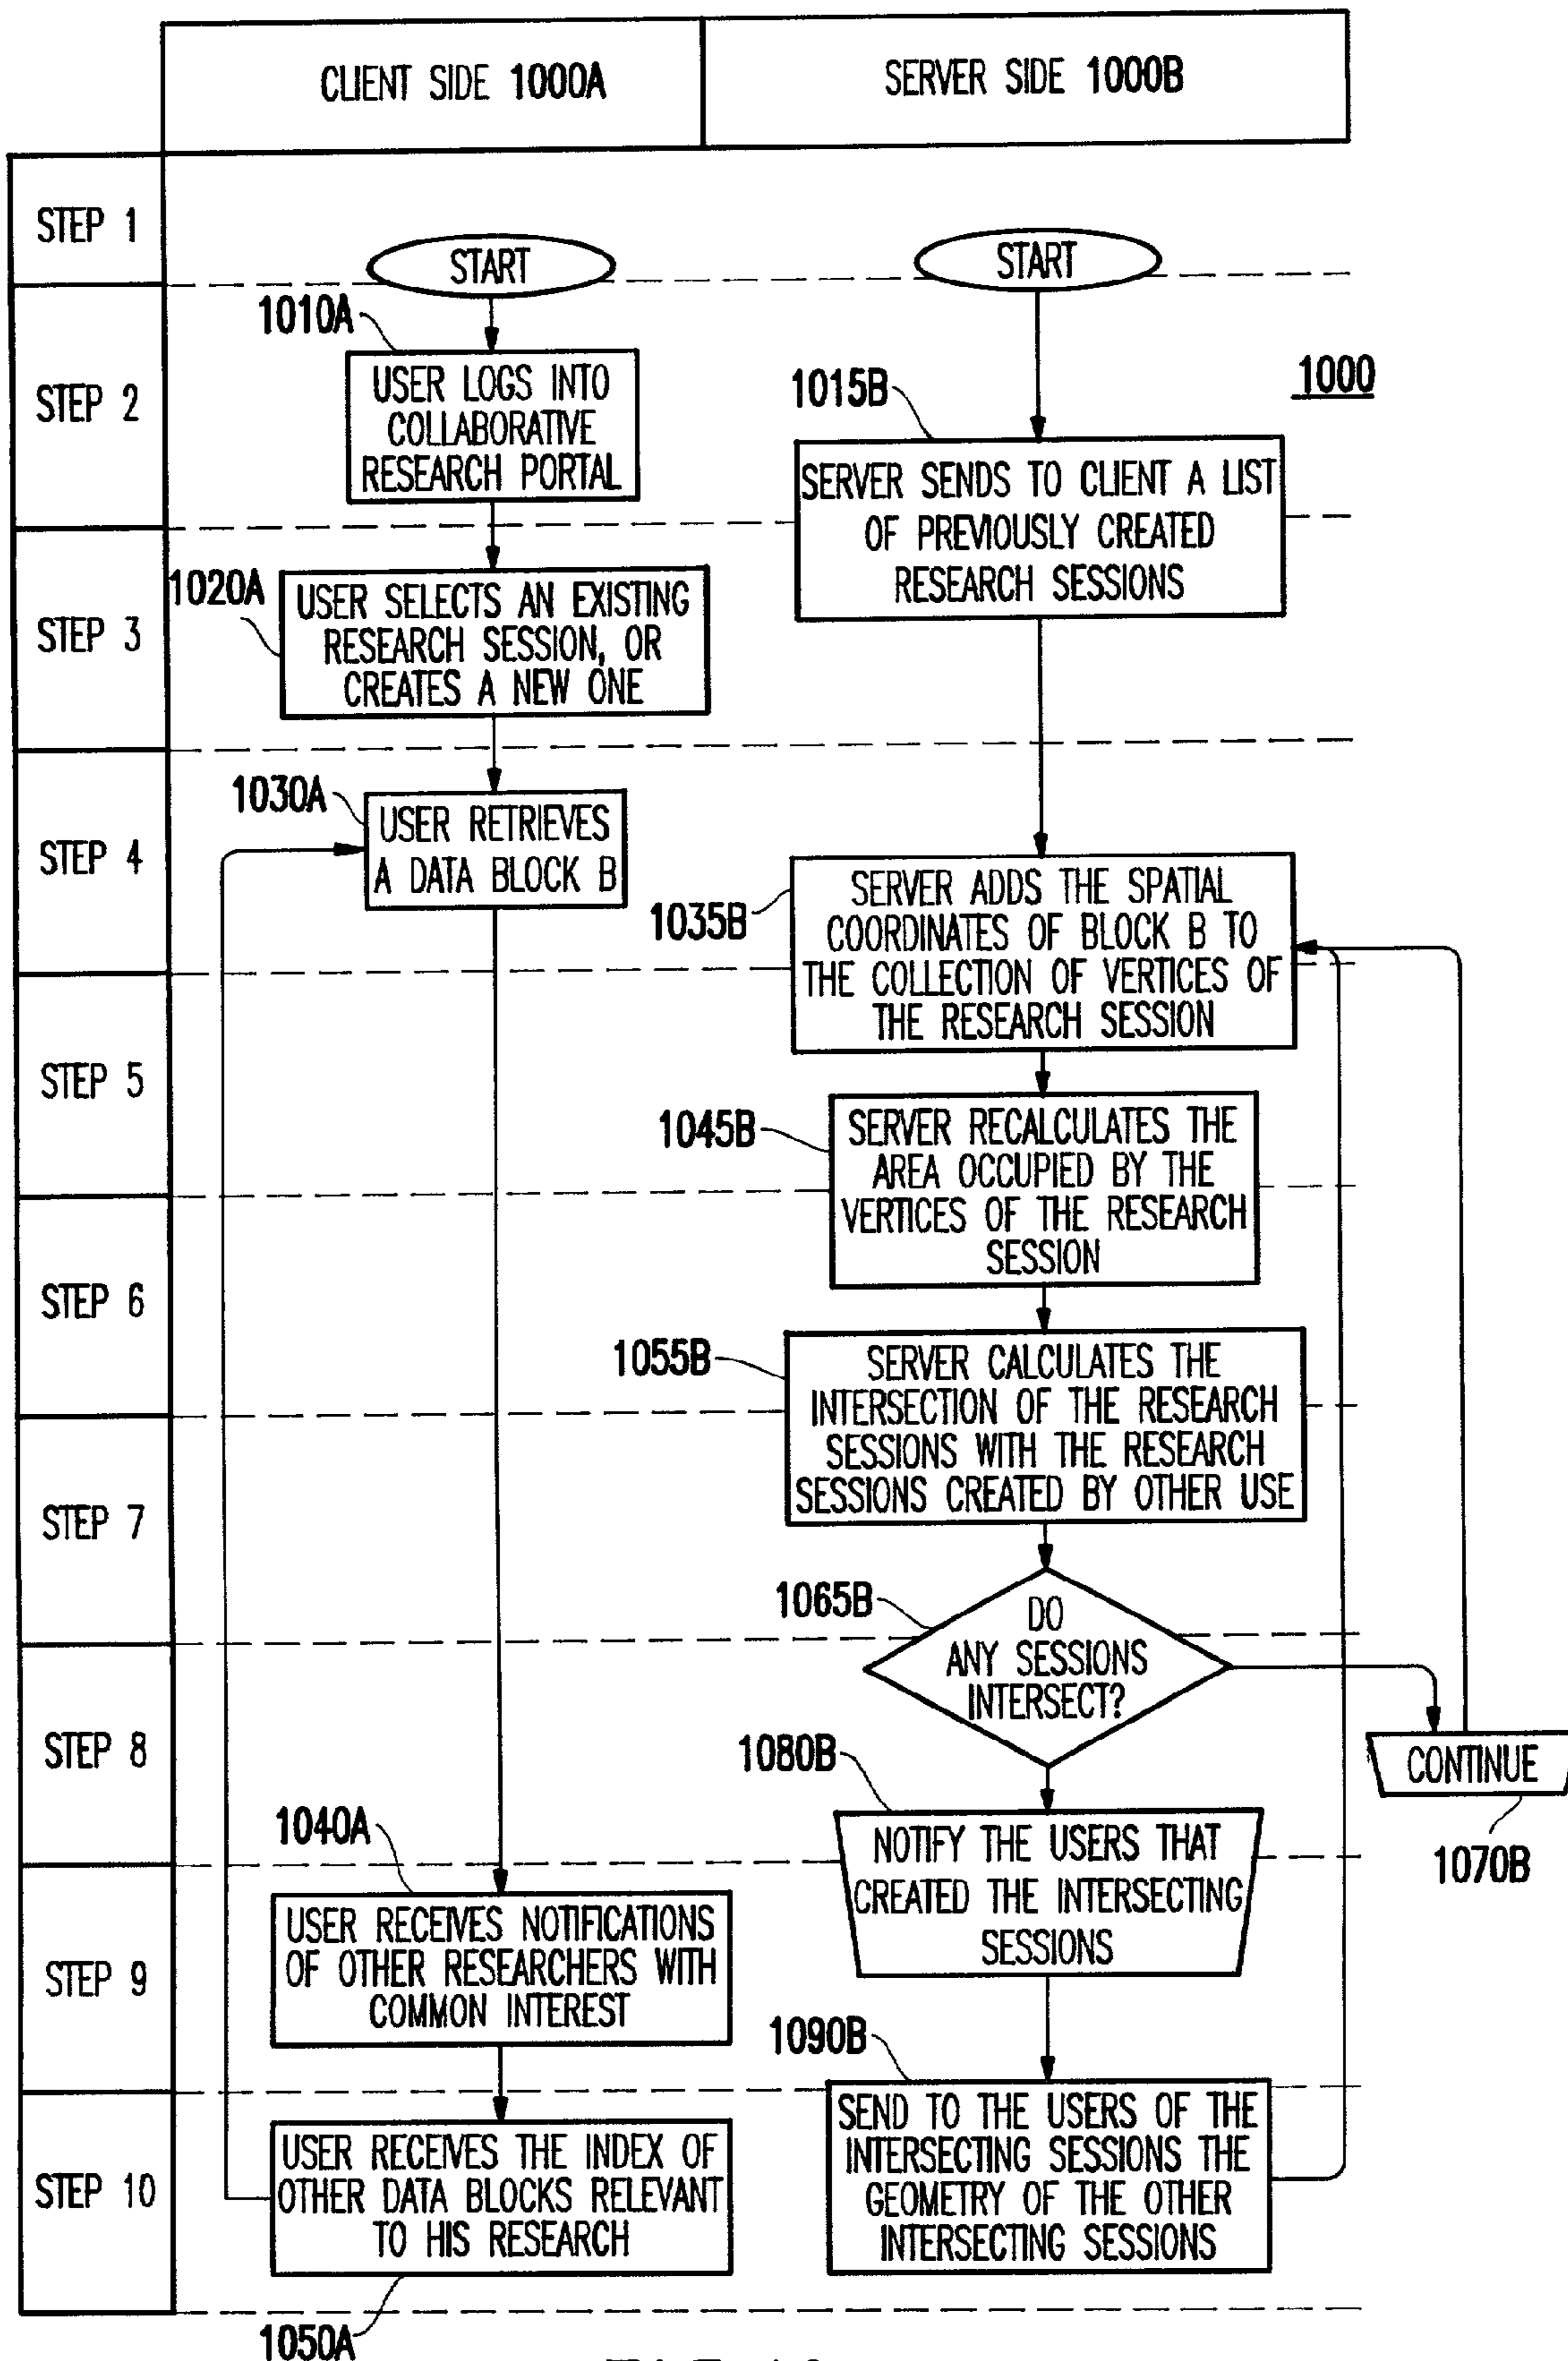 CLIENT SIDE 1000A
SERVER SIDE 1000B
STEP 1
START
START
STEP 2
1010A
USER LOGS INTO
COLLABORATIVE
RESEARCH PORTAL
1015B
SERVER SENDS TO CLIENT A LIST
OF PREVIOUSLY CREATED
RESEARCH SESSIONS
1000
STEP 3
1020A
USER SELECTS AN EXISTING
RESEARCH SESSION, OR
CREATES A NEW ONE
STEP 4
1030A
USER RETRIEVES
A DATA BLOCK B
1035B
SERVER ADDS THE SPATIAL
COORDINATES OF BLOCK B TO
THE COLLECTION OF VERTICES OF
THE RESEARCH SESSION
STEP 5
1045B
SERVER RECALCULATES THE
AREA OCCUPIED BY THE
VERTICES OF THE RESEARCH
SESSION
STEP 6
1055B
SERVER CALCULATES THE
INTERSECTION OF THE RESEARCH
SESSIONS WITH THE RESEARCH
SESSIONS CREATED BY OTHER USE
STEP 7
1065B
DO
ANY SESSIONS
INTERSECT?
STEP 8
CONTINUE
1070B
1080B
NOTIFY THE USERS THAT
CREATED THE INTERSECTING
SESSIONS
STEP 9
1040A
USER RECEIVES NOTIFICATIONS
OF OTHER RESEARCHERS WITH
COMMON INTEREST
1090B
SEND TO THE USERS OF THE
INTERSECTING SESSIONS THE
GEOMETRY OF THE OTHER
INTERSECTING SESSIONS
STEP 10
USER RECEIVES THE INDEX OF
OTHER DATA BLOCKS RELEVANT
TO HIS RESEARCH
1050A